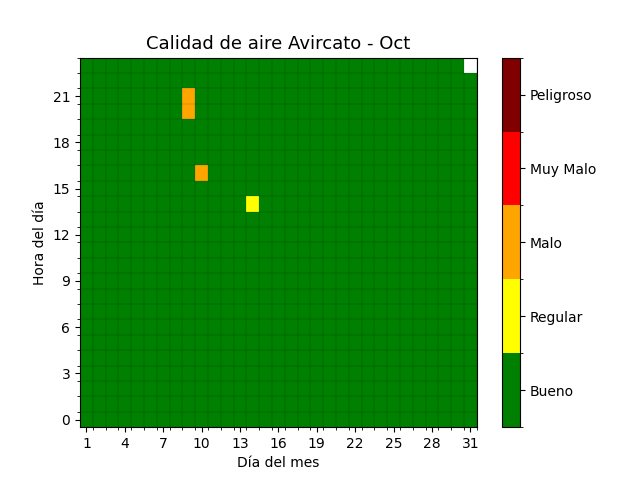 Calidad de aire Avircato - Oct
Hora del día
21
18
15
12
9
6
3
0
1 4 7 10 13 16 19 22 25 28 31
Día del mes
Peligroso
Muy Malo
Malo
Regular
Bueno